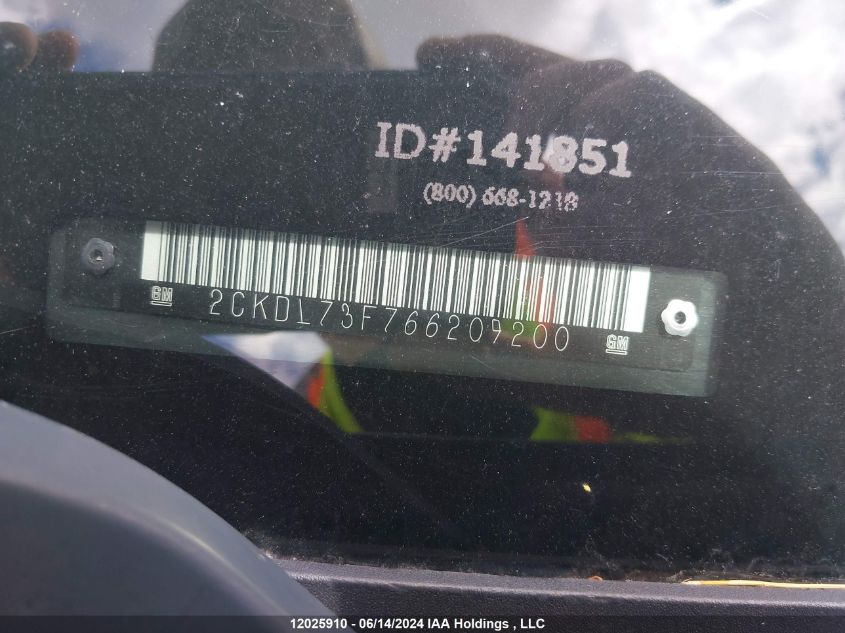 ID#141851
(800) 668-1218
GM 2CKDL73F766209200 GM
12025910 - 06/14/2024 IAA Holdings , LLC